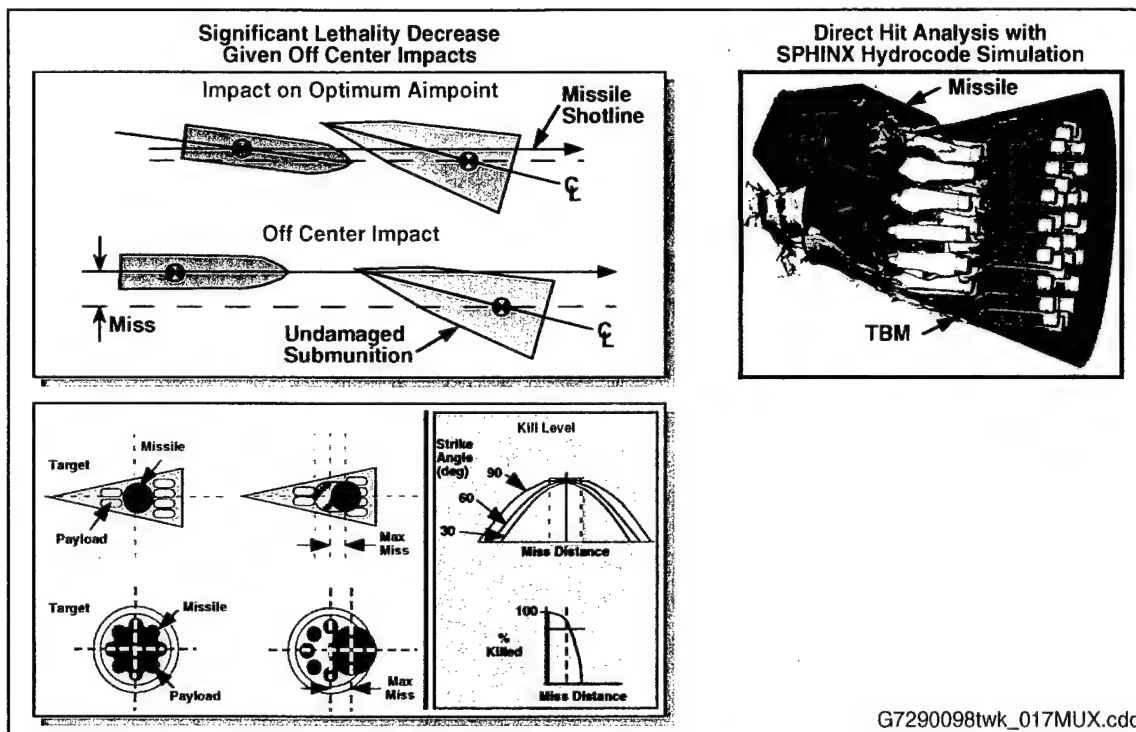 Significant Lethality Decrease
Given Off Center Impacts
Impact on Optimum Aimpoint
Missile
Shotline
℄
Off Center Impact
Miss
Undamaged
Submunition
℄
Direct Hit Analysis with
SPHINX Hydrocode Simulation
Missile
TBM
Target
Missile
Payload
Max
Miss
Target
Missile
Payload
Max
Miss
Kill Level
Strike
Angle
(deg)
90
60
30
Miss Distance
100
%
Killed
Miss Distance
G7290098twk_017MUX.cdo